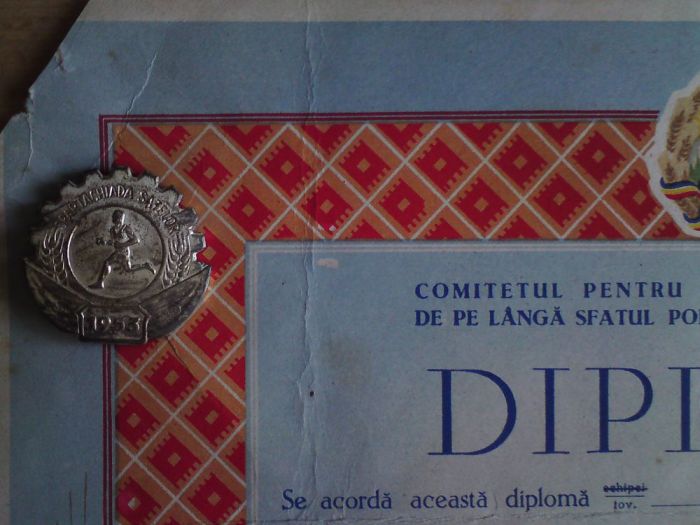 SPARTACHIADA SATELOR
1953
COMITETUL PENTRU
DE PE LÂNGĂ SFATUL PO
DIPL
Se acordă această diplomă echipei
tov.